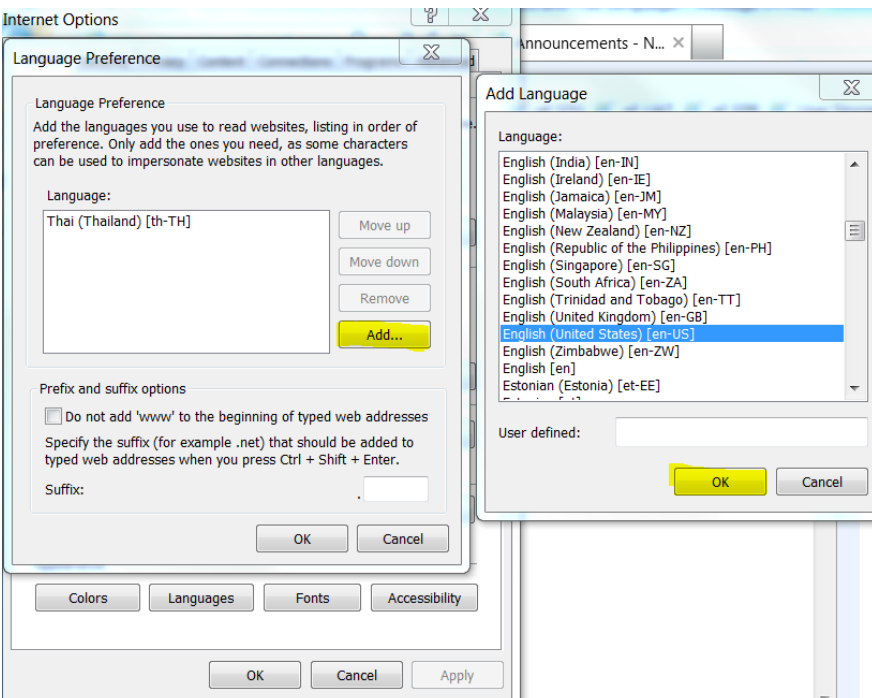 Internet Options
Announcements - N...
Language Preference
Content
Connections
Programs
Language Preference
Add the languages you use to read websites, listing in order of
preference. Only add the ones you need, as some characters
can be used to impersonate websites in other languages.
Language:
Thai (Thailand) [th-TH]
Move up
Move down
Remove
Add...
Prefix and suffix options
Do not add 'www' to the beginning of typed web addresses
Specify the suffix (for example .net) that should be added to
typed web addresses when you press Ctrl + Shift + Enter.
Suffix:
.
OK
Cancel
Add Language
Language:
English (India) [en-IN]
English (Ireland) [en-IE]
English (Jamaica) [en-JM]
English (Malaysia) [en-MY]
English (New Zealand) [en-NZ]
English (Republic of the Philippines) [en-PH]
English (Singapore) [en-SG]
English (South Africa) [en-ZA]
English (Trinidad and Tobago) [en-TT]
English (United Kingdom) [en-GB]
English (United States) [en-US]
English (Zimbabwe) [en-ZW]
English [en]
Estonian (Estonia) [et-EE]
User defined:
OK
Cancel
Colors
Languages
Fonts
Accessibility
OK
Cancel
Apply